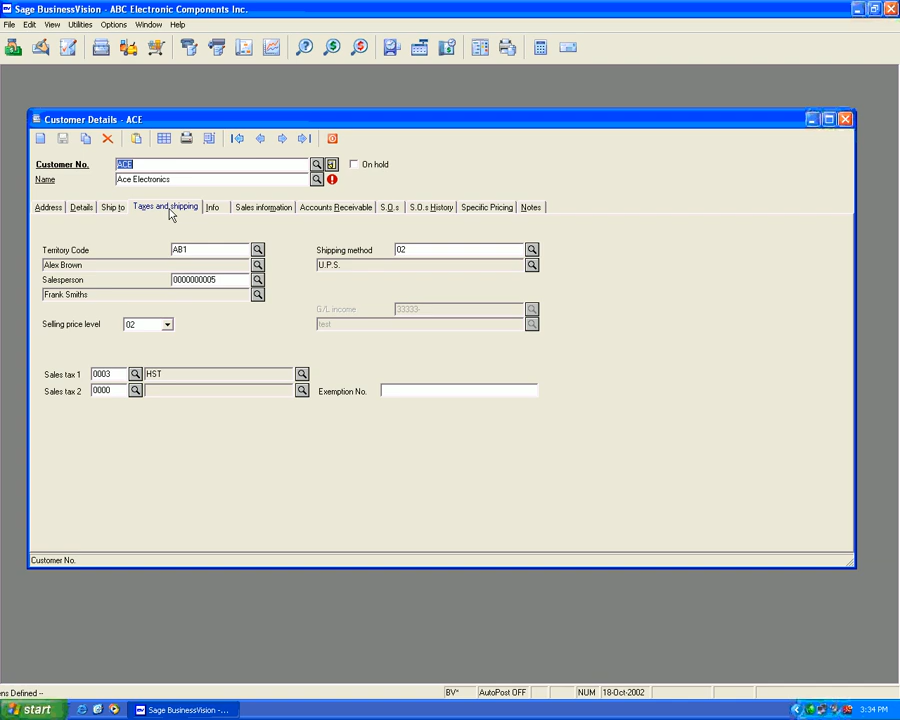 Sage BusinessVision - ABC Electronic Components Inc.
File Edit View Utilities Options Window Help
Customer Details - ACE
Customer No. ACE On hold
Name Ace Electronics
Address Details Ship to Taxes and shipping Info Sales information Accounts Receivable S.O.s S.O.s History Specific Pricing Notes
Territory Code AB1 Shipping method 02
Alex Brown U.P.S.
Salesperson 0000000005
Frank Smiths
G/L income 33333-
Selling price level 02 test
Sales tax 1 0003 HST
Sales tax 2 0000 Exemption No.
Customer No.
ns Defined -- BV* AutoPost OFF NUM 18-Oct-2002
start Sage BusinessVision -... 3:34 PM